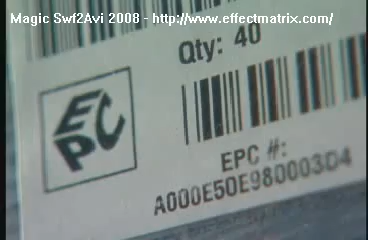 Magic Swf2Avi 2008 - http://www.effectmatrix.com/
Qty: 40
EPC
EPC #:
A000E50E980003D4